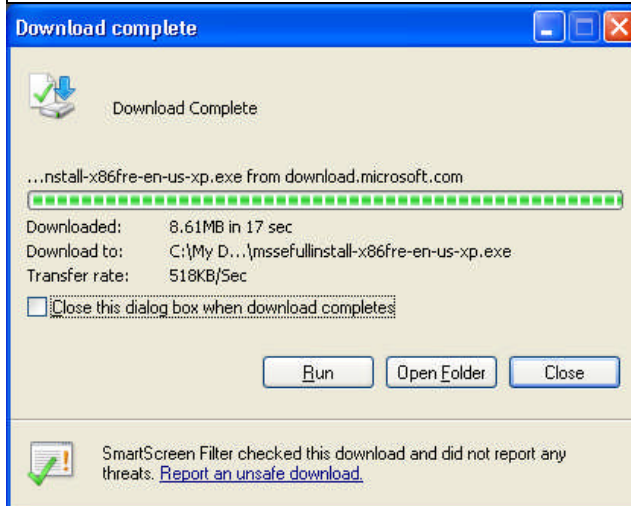 Download complete
Download Complete
...nstall-x86fre-en-us-xp.exe from download.microsoft.com
Downloaded: 8.61MB in 17 sec
Download to: C:\My D...\mssefullinstall-x86fre-en-us-xp.exe
Transfer rate: 518KB/Sec
Close this dialog box when download completes
Run Open Folder Close
SmartScreen Filter checked this download and did not report any
threats. Report an unsafe download.